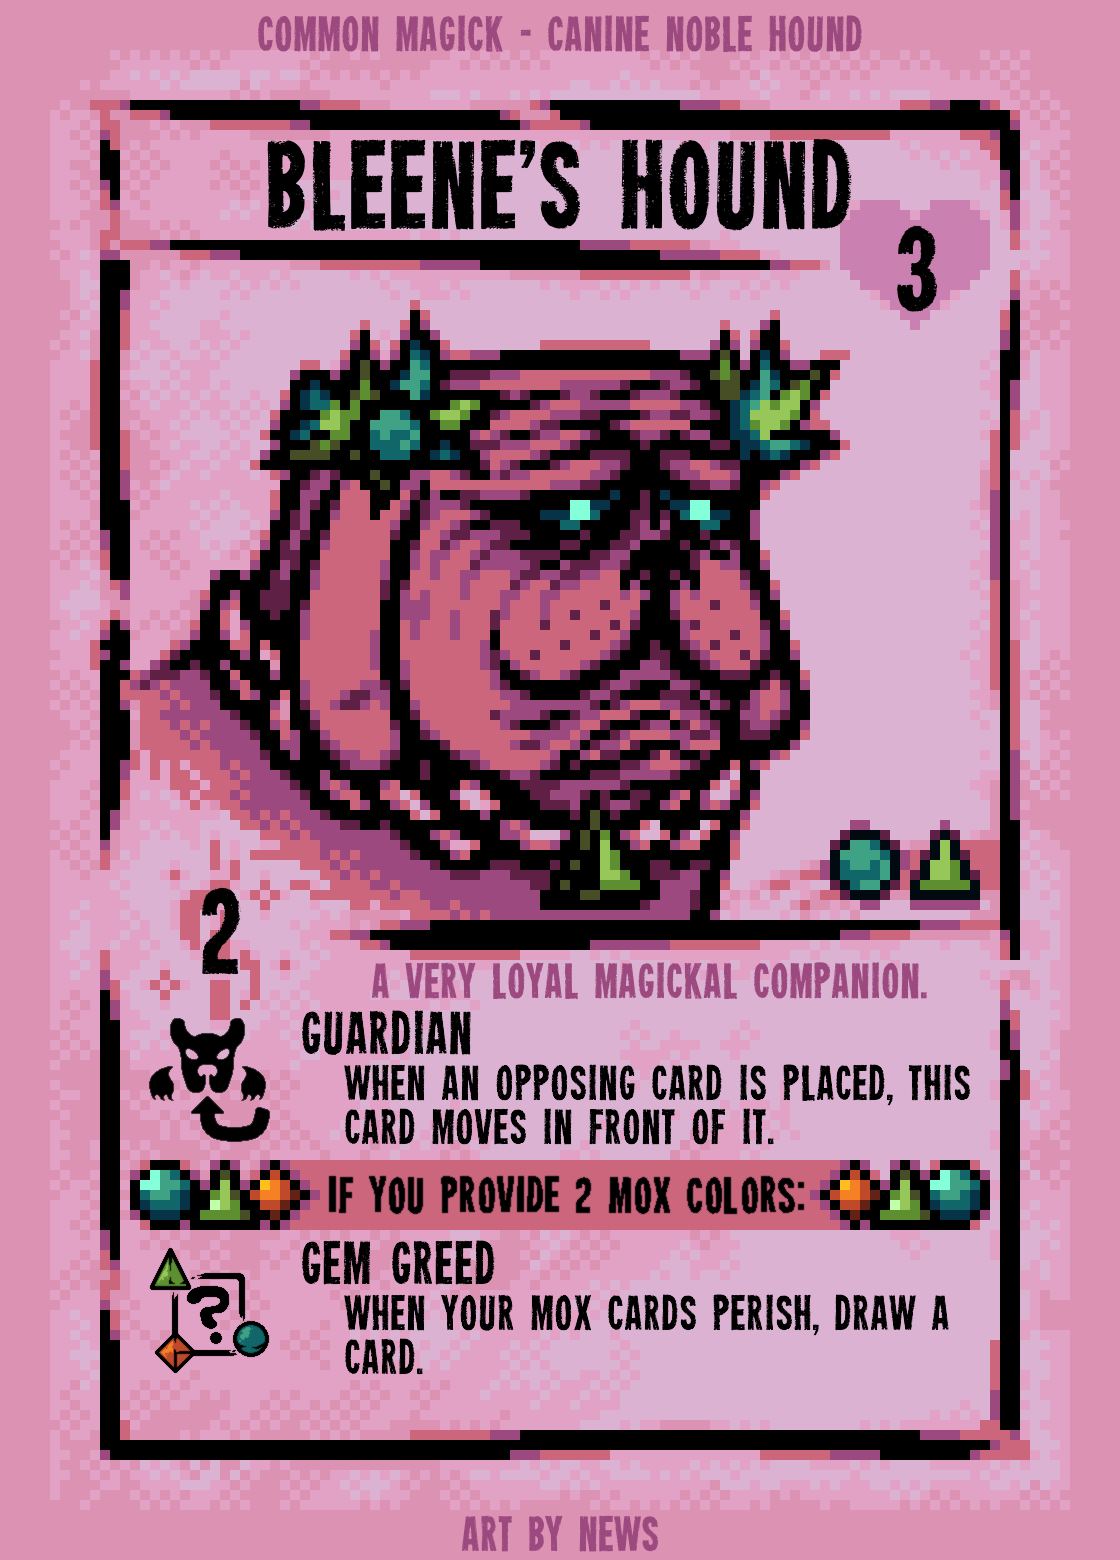 COMMON MAGICK - CANINE NOBLE HOUND
BLEENE'S HOUND
3
2
A VERY LOYAL MAGICKAL COMPANION.
GUARDIAN
WHEN AN OPPOSING CARD IS PLACED, THIS
CARD MOVES IN FRONT OF IT.
IF YOU PROVIDE 2 MOX COLORS:
GEM GREED
?
WHEN YOUR MOX CARDS PERISH, DRAW A
CARD.
ART BY NEWS